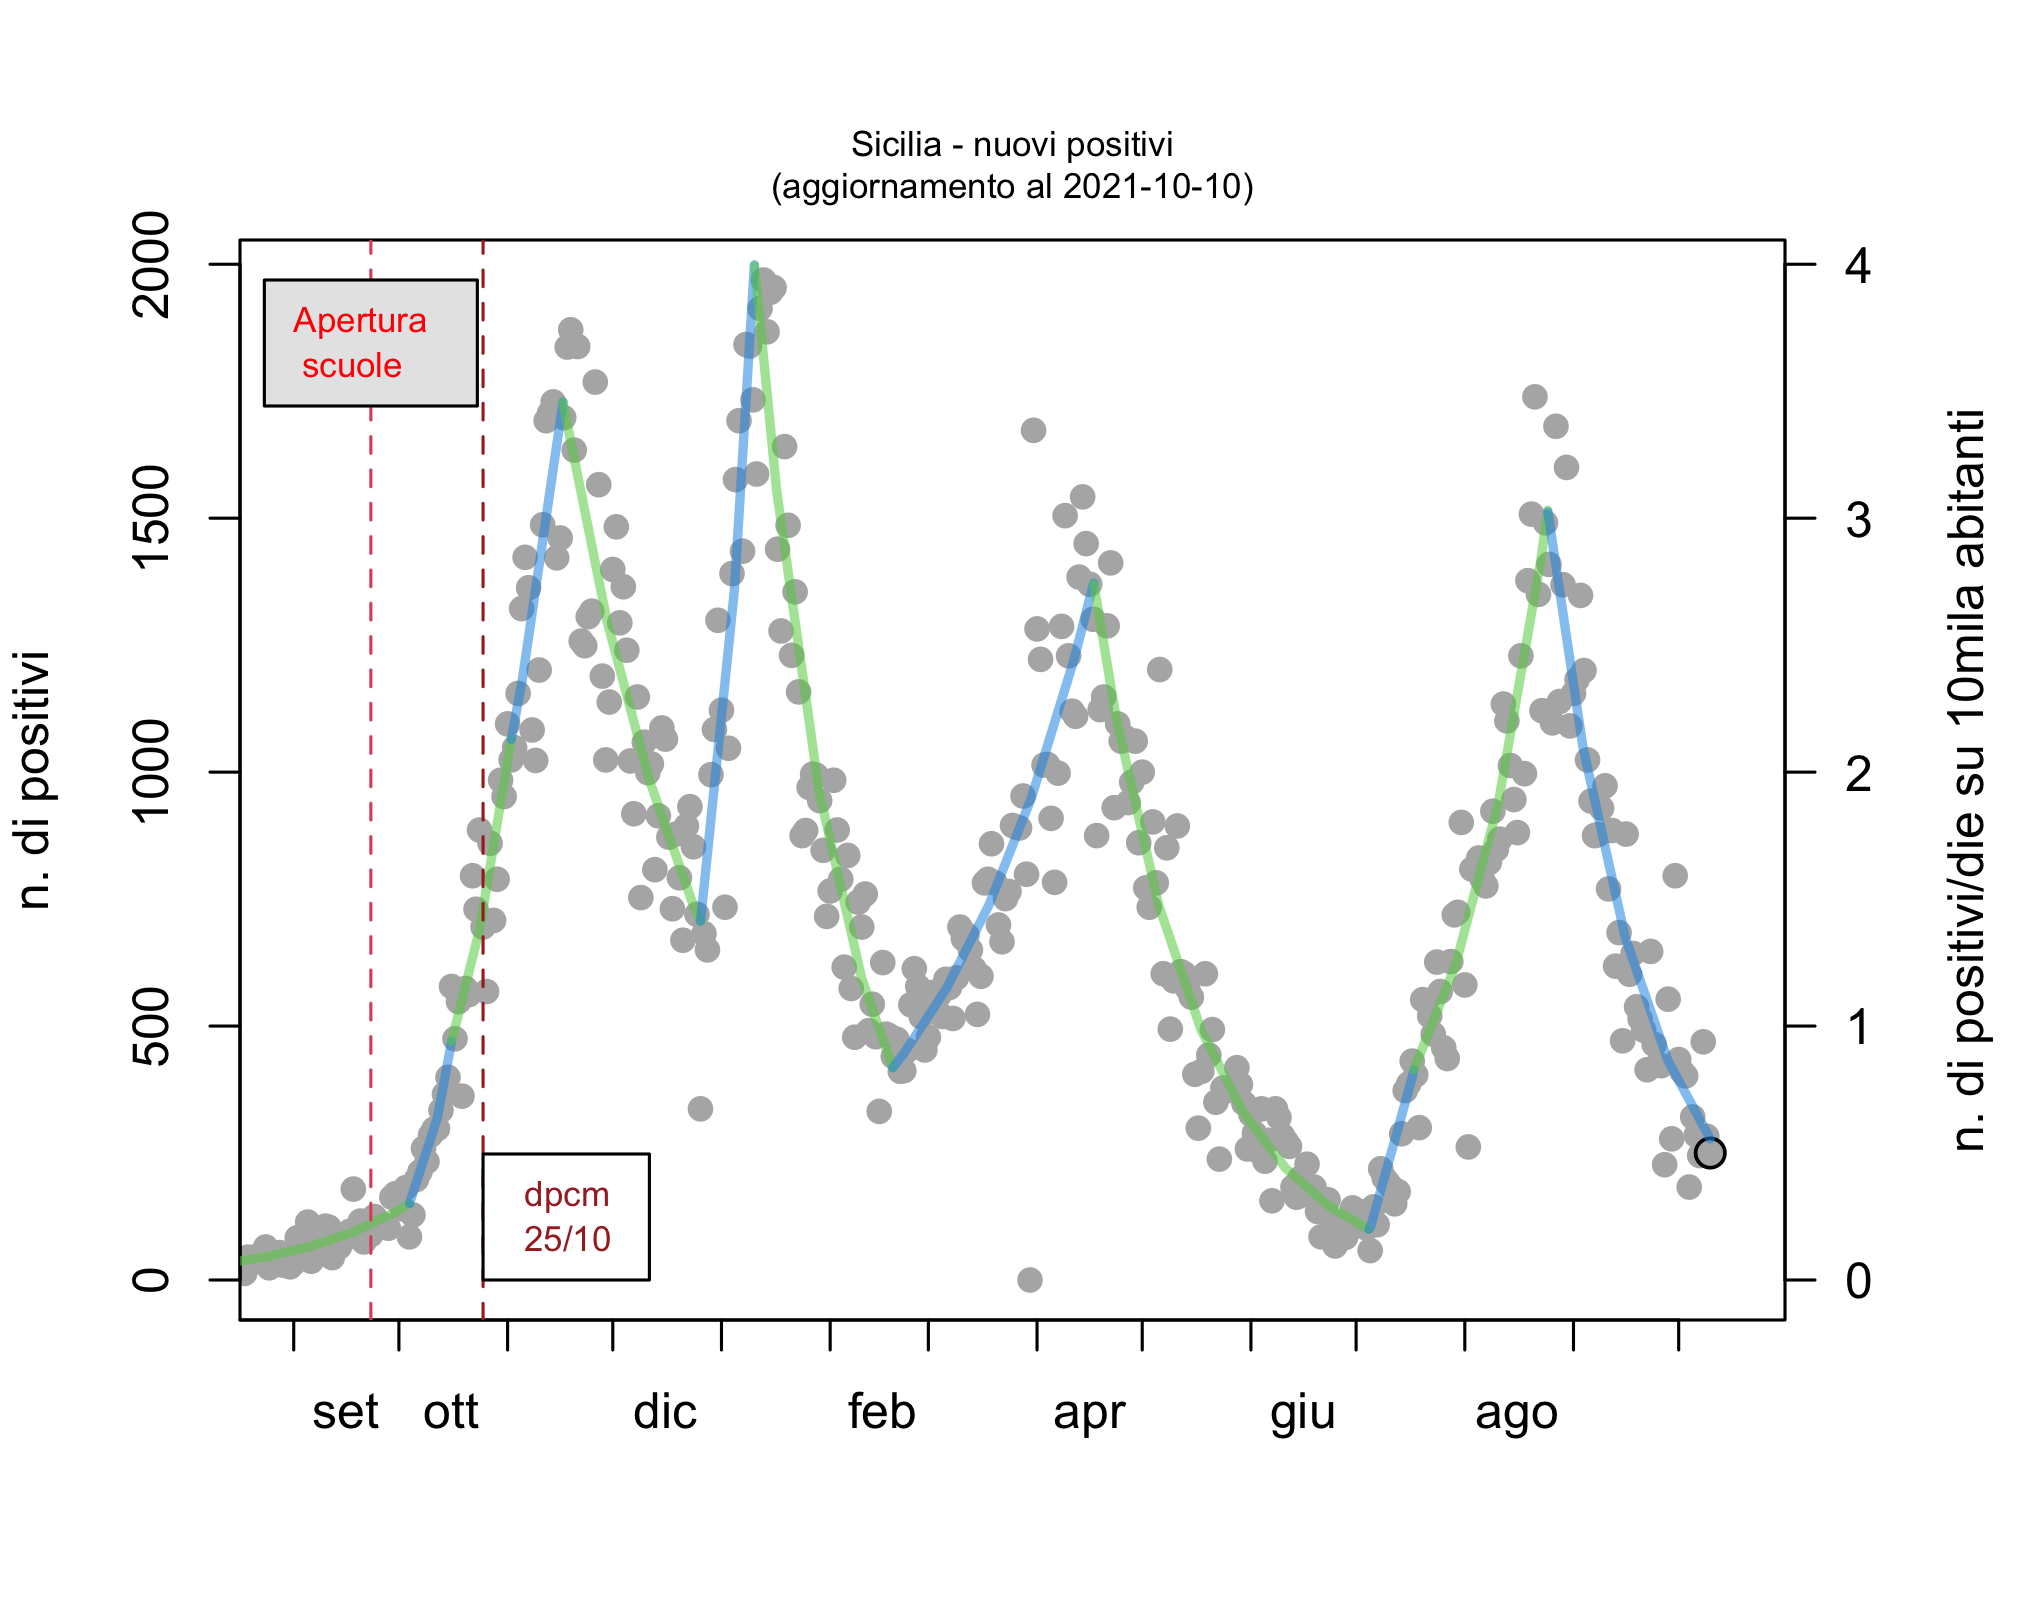 Sicilia - nuovi positivi
(aggiornamento al 2021-10-10)
n. di positivi
2000
1500
1000
500
0
Apertura
scuole
dpcm
25/10
4
3
2
1
0
n. di positivi/die su 10mila abitanti
set ott dic feb apr giu ago